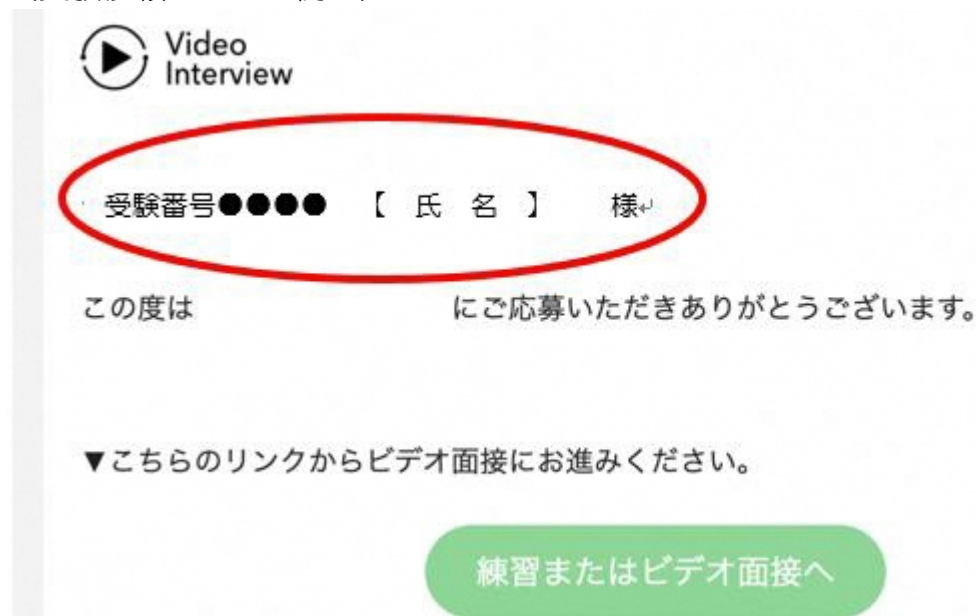 Video
Interview
受験番号●●●● 【 氏 名 】 様↵
この度は にご応募いただきありがとうございます。
▼こちらのリンクからビデオ面接にお進みください。
練習またはビデオ面接へ